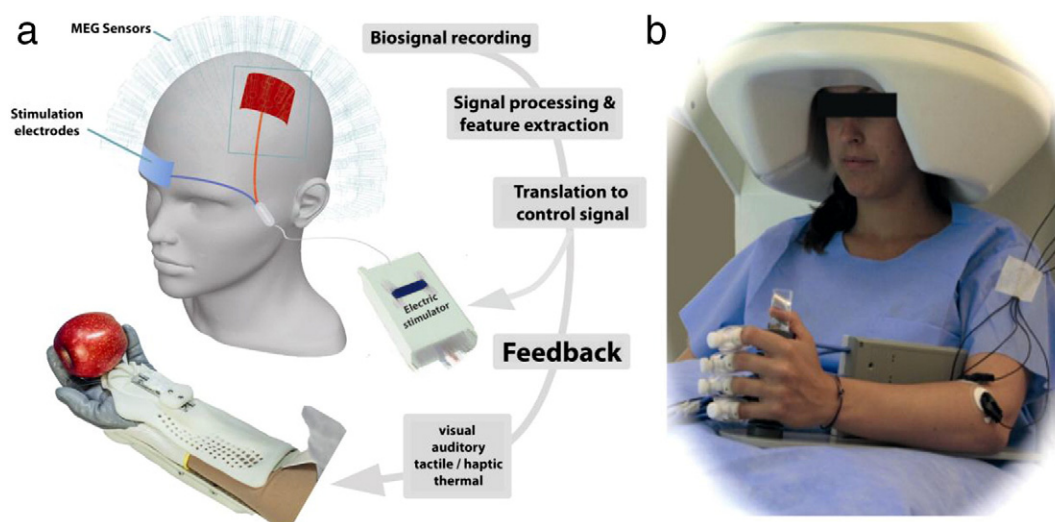 a
MEG Sensors
Stimulation
electrodes
Biosignal recording
Signal processing &
feature extraction
Translation to
control signal
Electric
stimulator
Feedback
visual
auditory
tactile / haptic
thermal
b